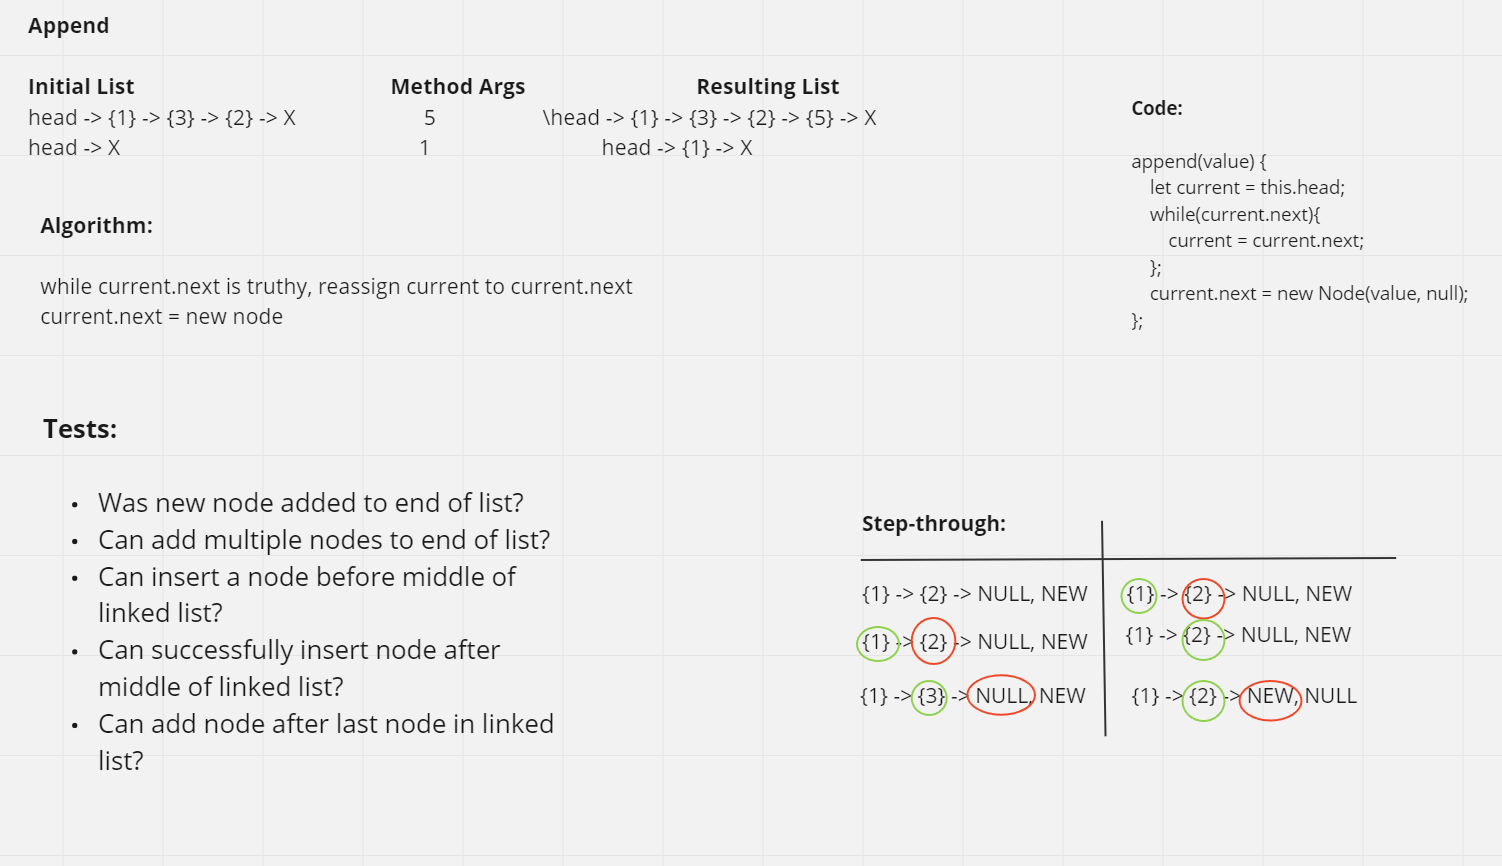 Append
Initial List Method Args Resulting List
head -> {1} -> {3} -> {2} -> X 5 \head -> {1} -> {3} -> {2} -> {5} -> X
head -> X 1 head -> {1} -> X
Algorithm:
while current.next is truthy, reassign current to current.next
current.next = new node
Code:
append(value) {
let current = this.head;
while(current.next){
current = current.next;
};
current.next = new Node(value, null);
};
Tests:
• Was new node added to end of list?
• Can add multiple nodes to end of list?
• Can insert a node before middle of
linked list?
• Can successfully insert node after
middle of linked list?
• Can add node after last node in linked
list?
Step-through:
{1} -> {2} -> NULL, NEW
{1} -> {2} -> NULL, NEW
{1} -> {3} -> NULL, NEW
{1} -> {2} -> NULL, NEW
{1} -> {2} -> NULL, NEW
{1} -> {2} -> NEW, NULL